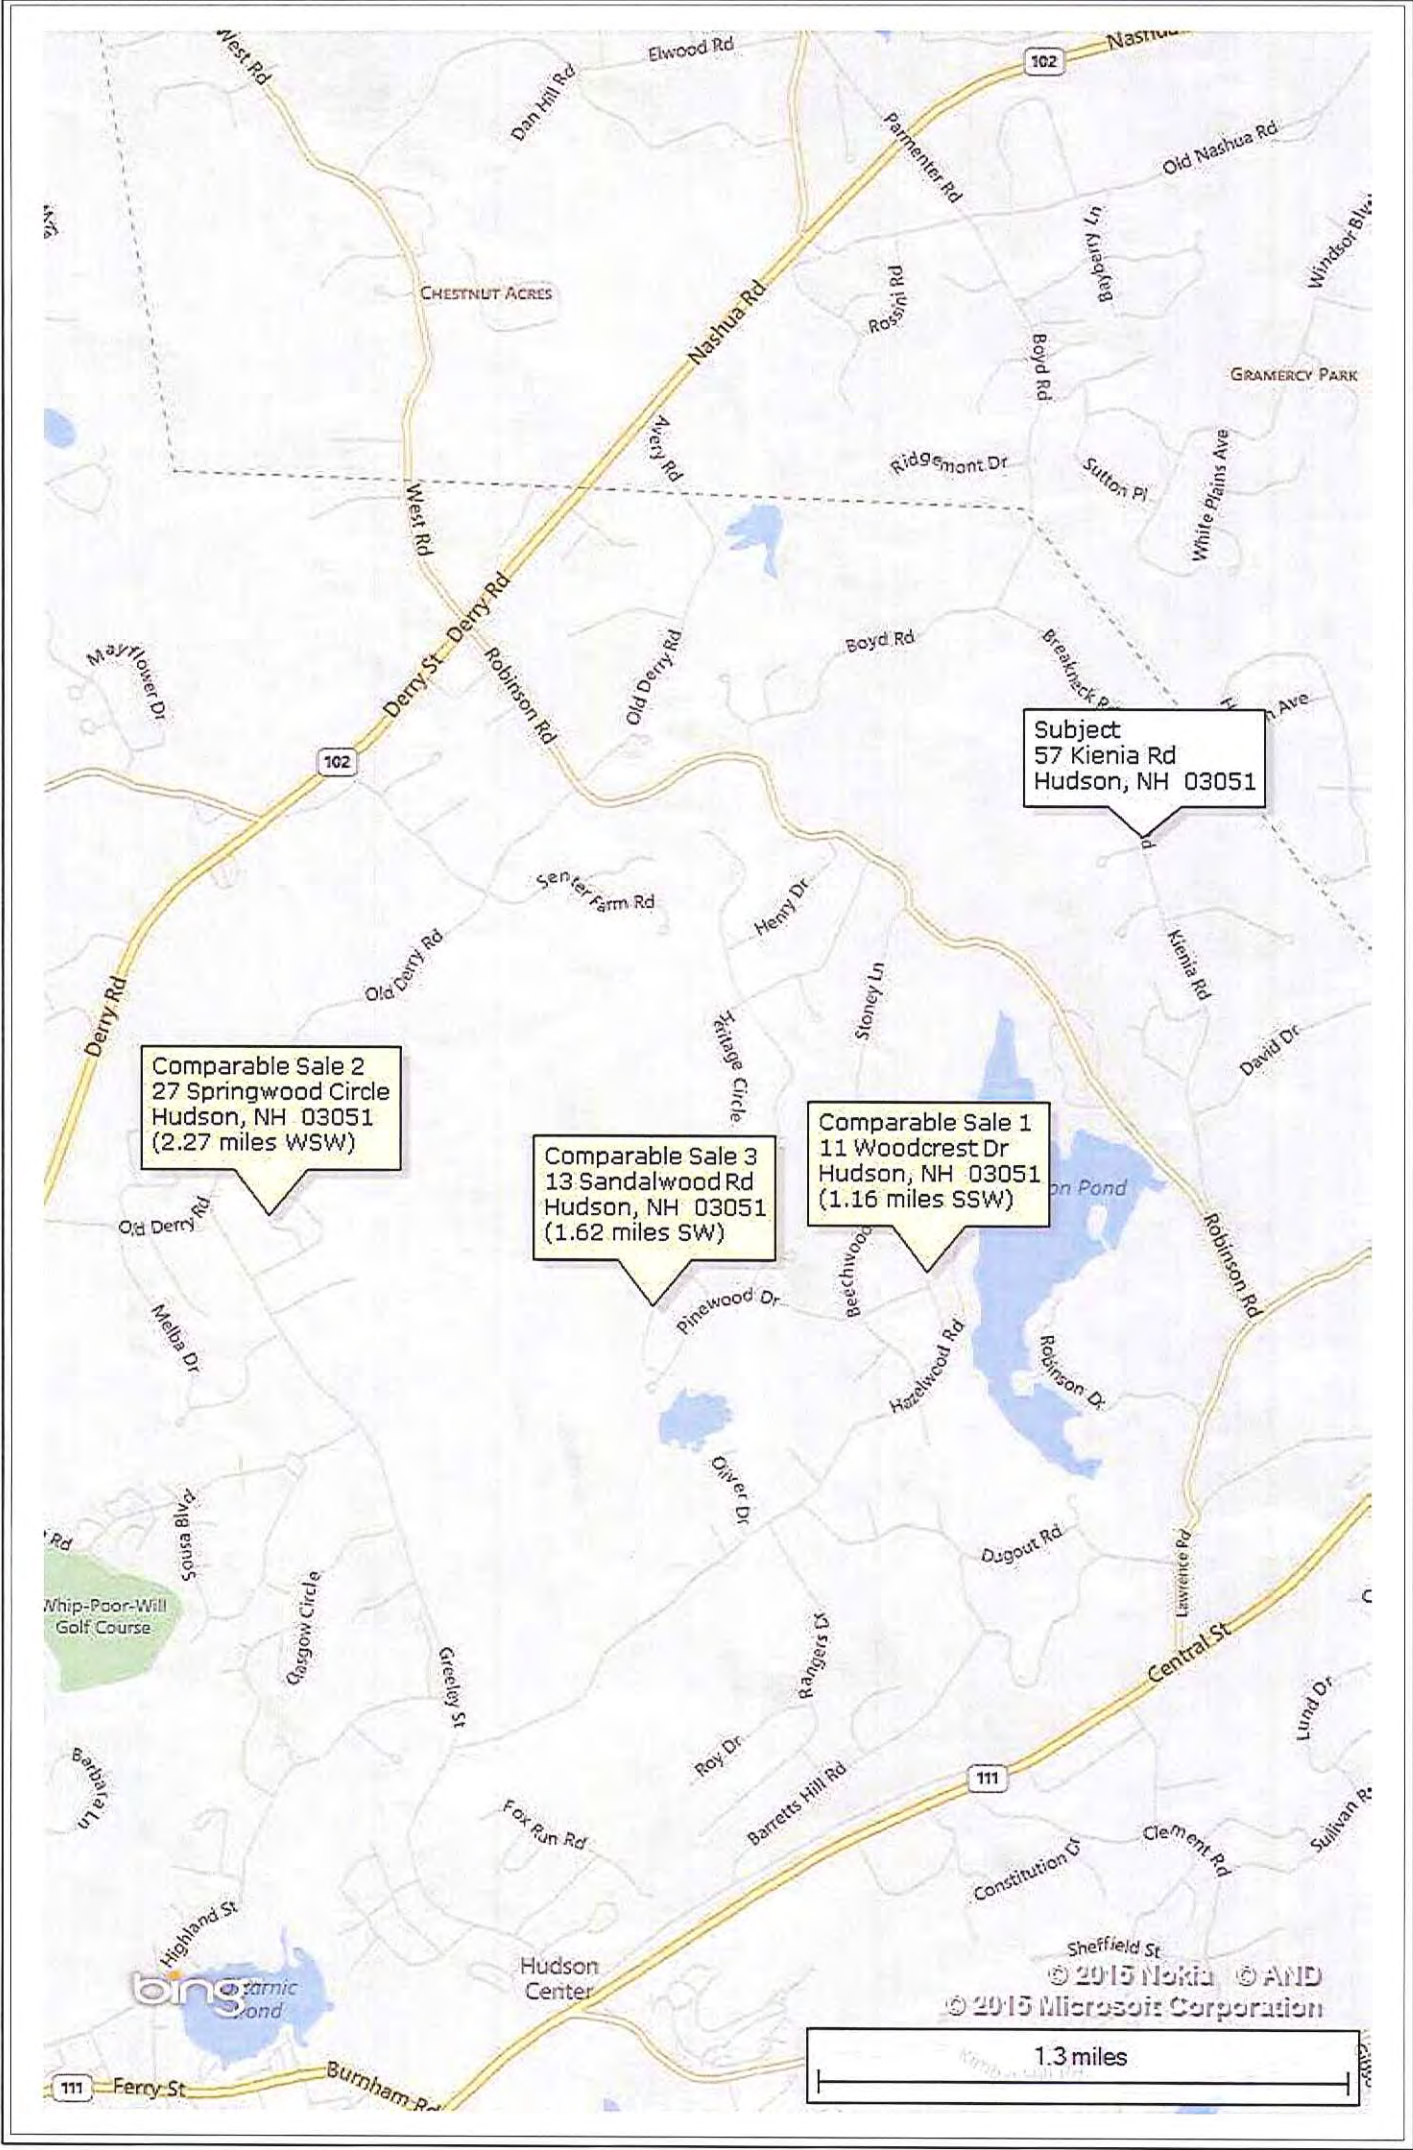 West Rd
Elwood Rd
Dan Hill Rd
102
Parmenter Rd
Old Nashua Rd
Bayberry Ln
Rossini Rd
Nashua Rd
CHESTNUT ACRES
Boyd Rd
GRAMERCY PARK
Avery Rd
Ridgemont Dr
Sutton Pl
White Plains Ave
West Rd
Derry St
Derry Rd
Mayflower Dr
Robinson Rd
Old Derry Rd
Boyd Rd
Ave
102
Subject
57 Kienia Rd
Hudson, NH 03051
Senter Farm Rd
Henry Dr
Old Derry Rd
Stoney Ln
Kienia Rd
Derry Rd
Heritage Circle
David Dr
Comparable Sale 2
27 Springwood Circle
Hudson, NH 03051
(2.27 miles WSW)
Comparable Sale 3
13 Sandalwood Rd
Hudson, NH 03051
(1.62 miles SW)
Comparable Sale 1
11 Woodcrest Dr
Hudson, NH 03051
(1.16 miles SSW)
Pond
Old Derry Rd
Beechwood
Robinson Rd
Pinewood Dr
Melba Dr
Hazelwood Rd
Robinson Dr
Oliver Dr
Sousa Blvd
Rd
Dugout Rd
Lawrence Rd
Whip-Poor-Will
Golf Course
Glasgow Circle
Greeley St
Rangers Dr
Central St
Lund Dr
Roy Dr
Barbara Ln
111
Barretts Hill Rd
Fox Run Rd
Clement Rd
Constitution Dr
Highland St
Sheffield St
Hudson
Center
bing
© 2015 Nokia © AND
© 2015 Microsoft Corporation
1.3 miles
111
Ferry St
Burnham Rd